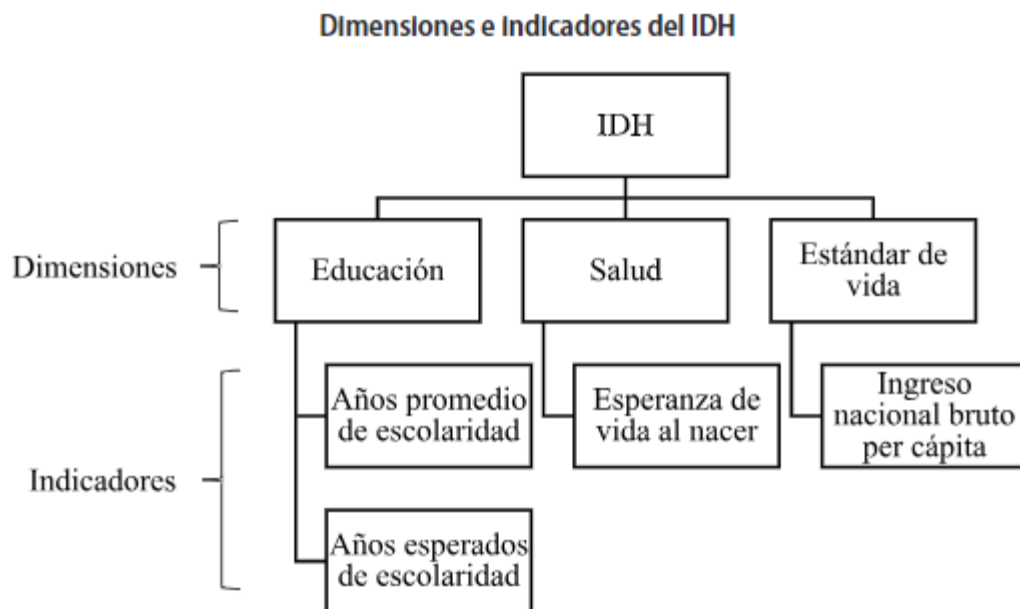 Dimensiones e indicadores del IDH
IDH
Dimensiones
Educación
Salud
Estándar de
vida
Indicadores
Años promedio
de escolaridad
Esperanza de
vida al nacer
Ingreso
nacional bruto
per cápita
Años esperados
de escolaridad